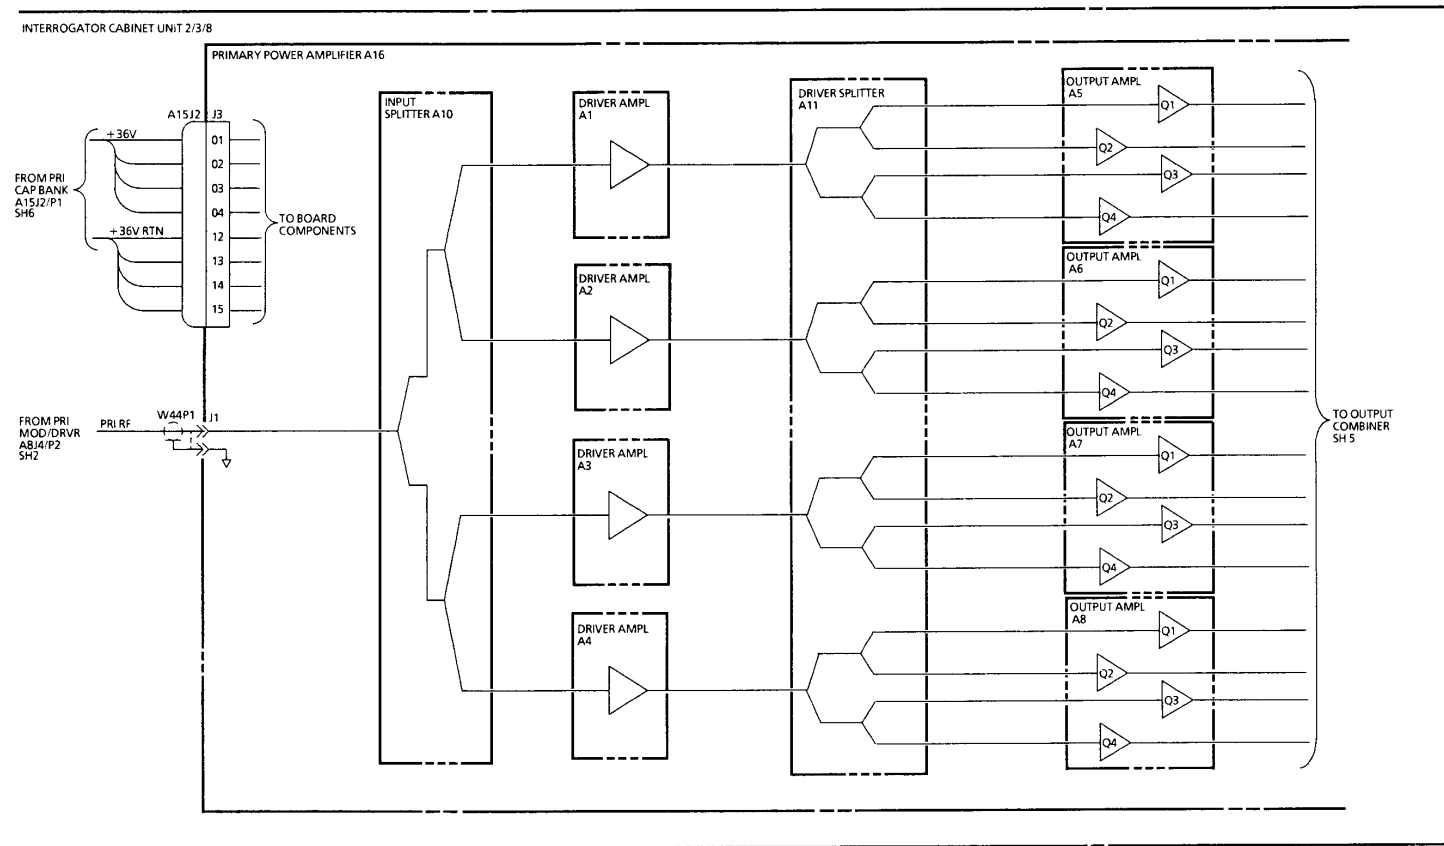 INTERROGATOR CABINET UNIT 2/3/8
PRIMARY POWER AMPLIFIER A16
A15J2 J3
+36V
01
02
03
04
+36V RTN
12
13
14
15
FROM PRI
CAP BANK
A15J2/P1
SH6
TO BOARD
COMPONENTS
FROM PRI
MOD/DRVR
A8J4/P2
SH2
PRI RF
W44P1
J1
INPUT
SPLITTER A10
DRIVER AMPL
A1
DRIVER AMPL
A2
DRIVER AMPL
A3
DRIVER AMPL
A4
DRIVER SPLITTER
A11
OUTPUT AMPL
A5
Q1
Q2
Q3
Q4
OUTPUT AMPL
A6
Q1
Q2
Q3
Q4
OUTPUT AMPL
A7
Q1
Q2
Q3
Q4
OUTPUT AMPL
A8
Q1
Q2
Q3
Q4
TO OUTPUT
COMBINER
SH 5